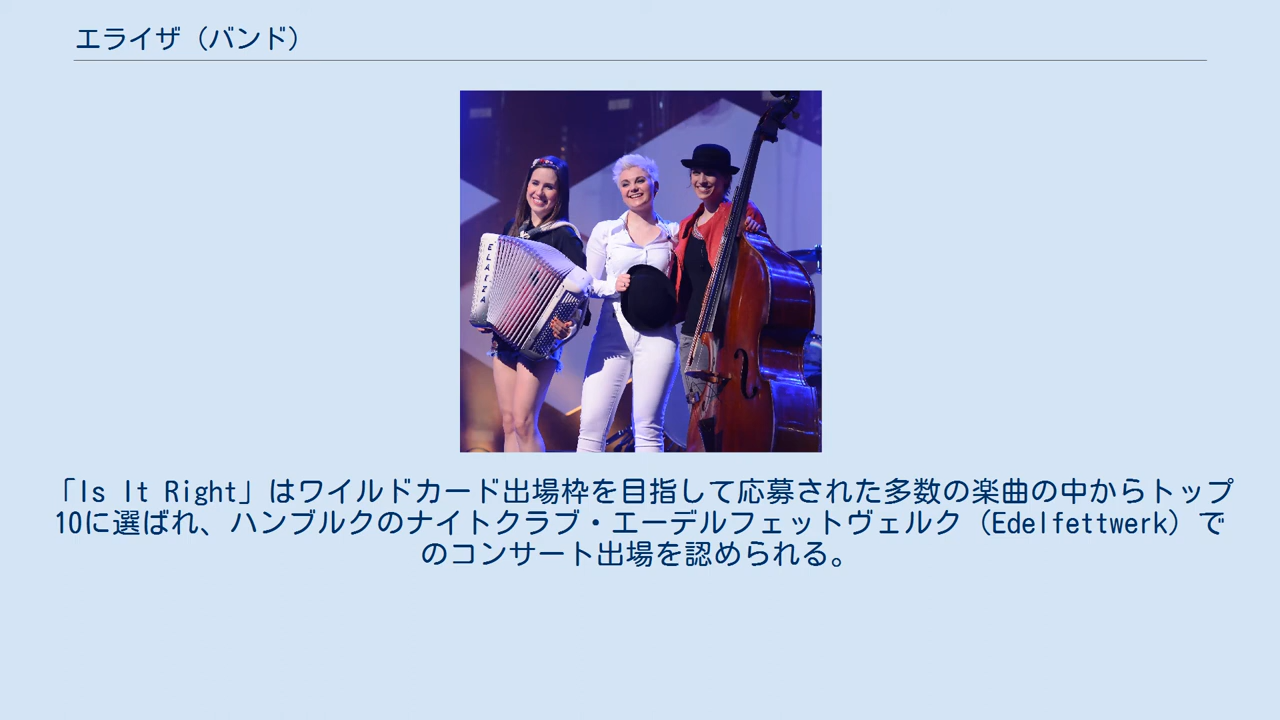 エライザ（バンド）
ELAIZA
「Is It Right」はワイルドカード出場枠を目指して応募された多数の楽曲の中からトップ
10に選ばれ、ハンブルクのナイトクラブ・エーデルフェットヴェルク（Edelfettwerk）で
のコンサート出場を認められる。